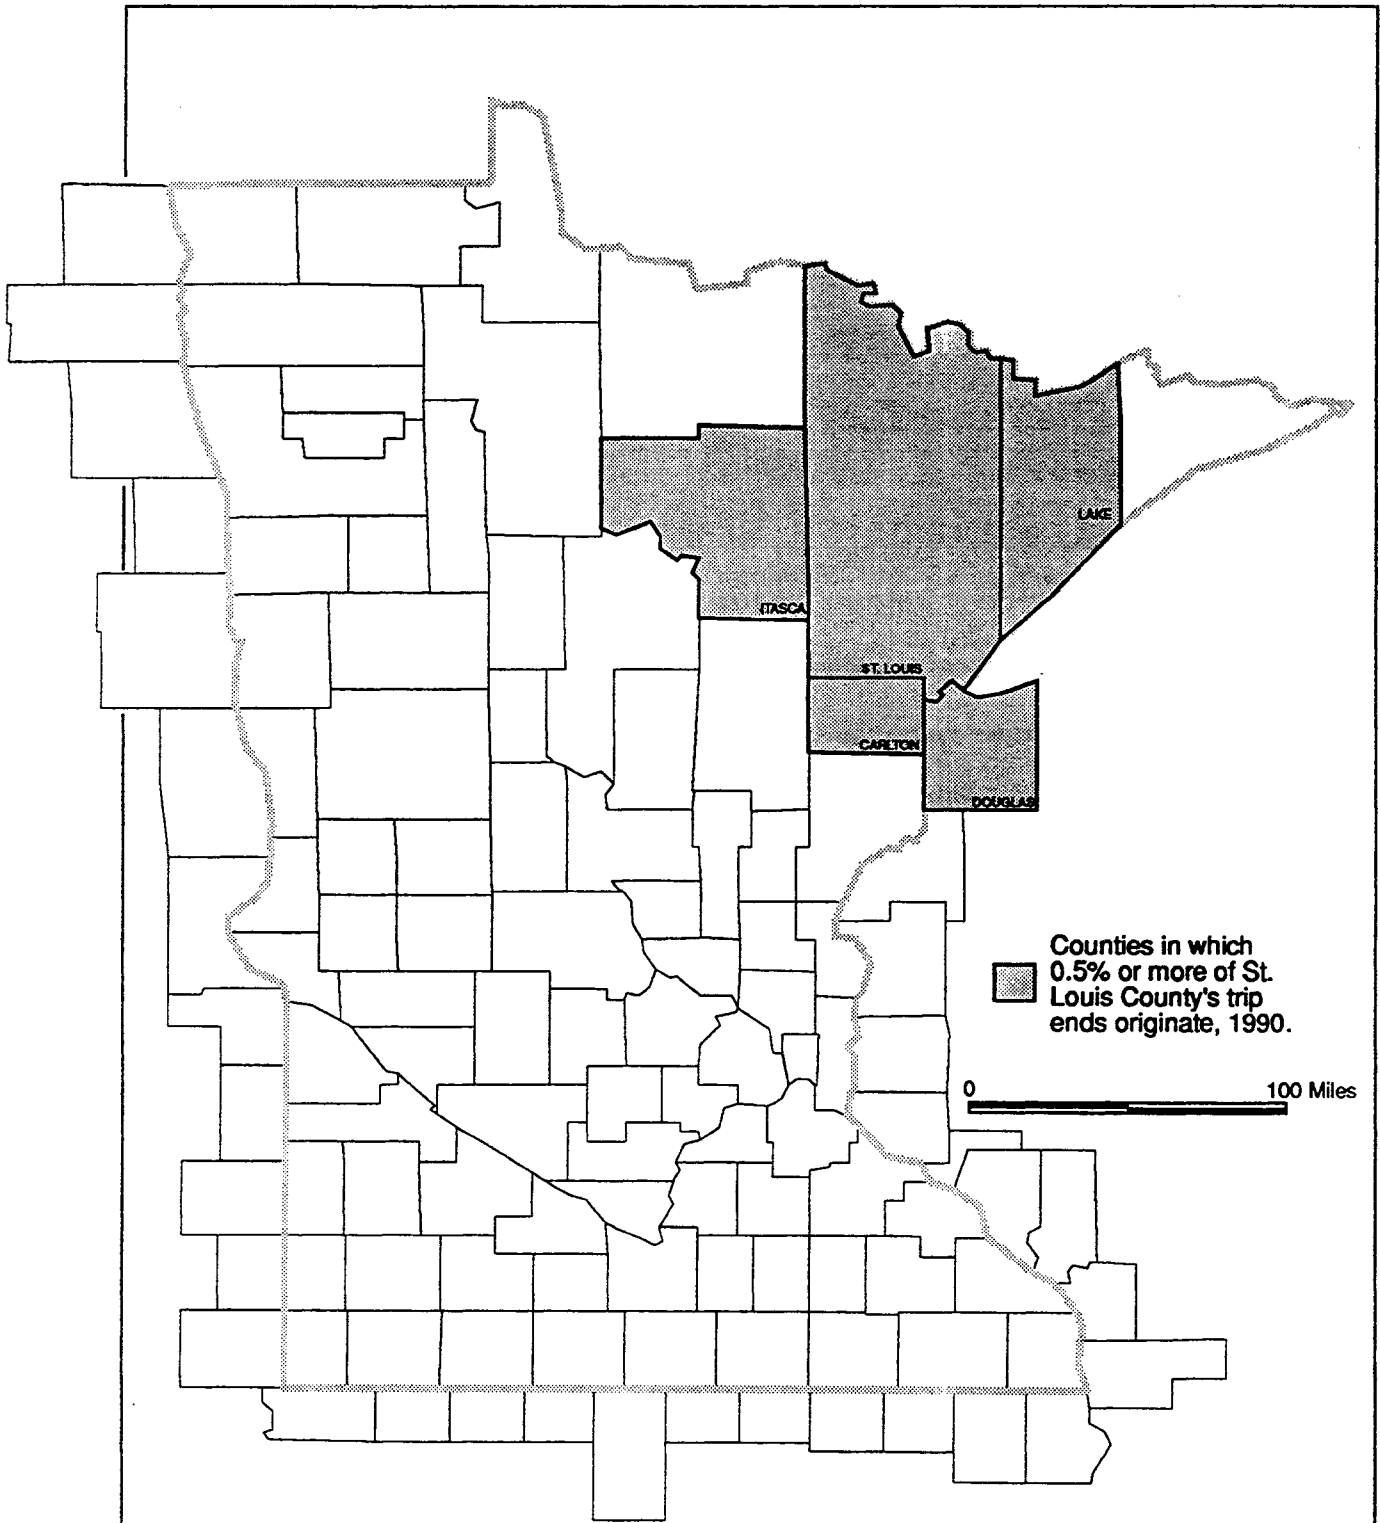 LAKE
ITASCA
ST. LOUIS
CARLTON
DOUGLAS
Counties in which
0.5% or more of St.
Louis County's trip
ends originate, 1990.
0 100 Miles